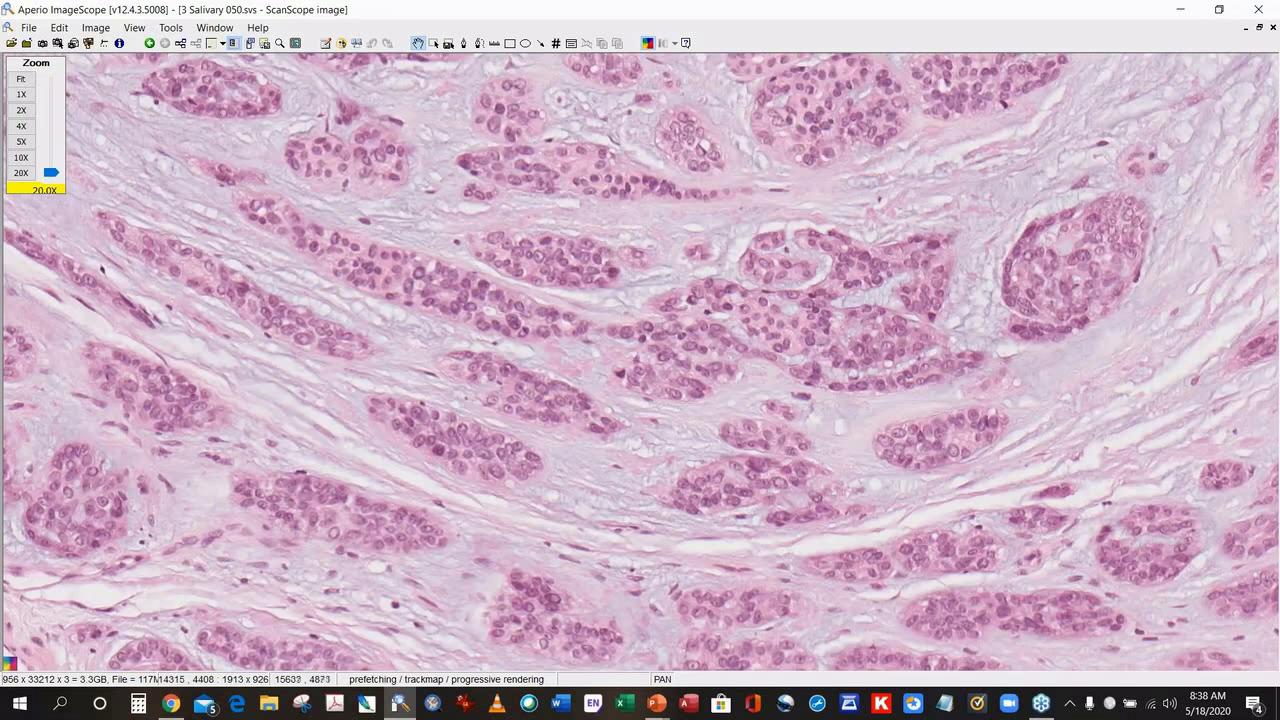 Aperio ImageScope [v12.4.3.5008] - [3 Salivary 050.svs - ScanScope image]
File Edit Image View Tools Window Help
Zoom
Fit
1X
2X
4X
5X
10X
20X
20.0X
956 x 33212 x 3 = 3.3GB, File = 117M 14315 , 4408 : 1913 x 926 15632 , 4873 prefetching / trackmap / progressive rendering PAN
EN
8:38 AM
5/18/2020